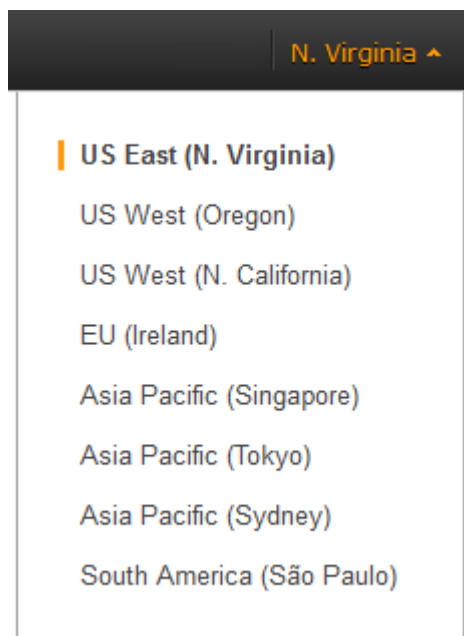 N. Virginia
US East (N. Virginia)
US West (Oregon)
US West (N. California)
EU (Ireland)
Asia Pacific (Singapore)
Asia Pacific (Tokyo)
Asia Pacific (Sydney)
South America (São Paulo)